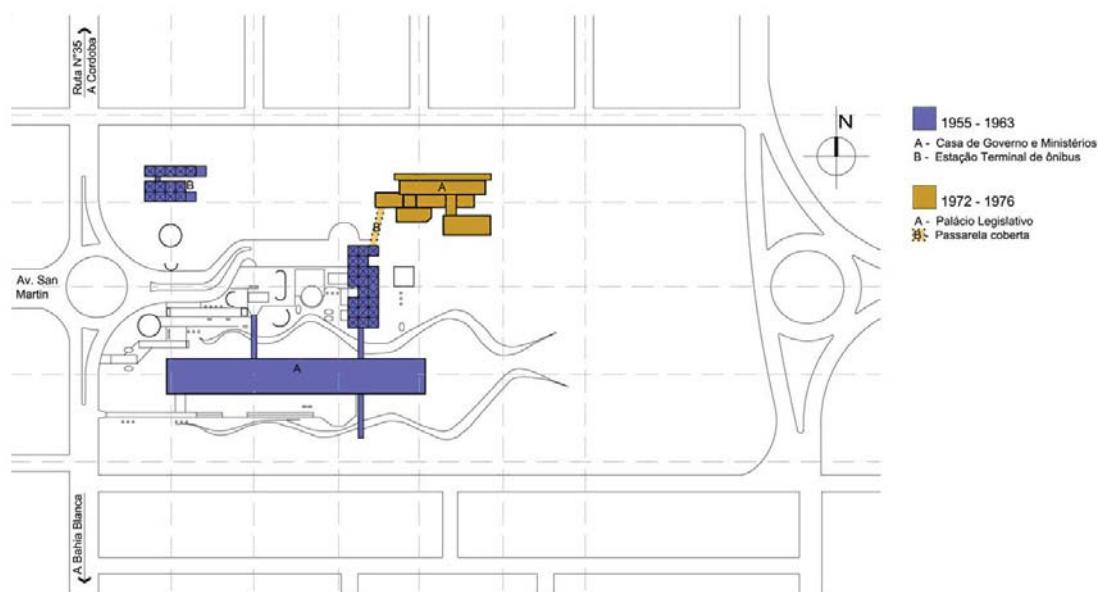 Ruta N°35
A Cordoba
N
1955 - 1963
A - Casa de Governo e Ministérios
B - Estação Terminal de ônibus
1972 - 1976
A - Palácio Legislativo
B - Passarela coberta
B
A
B
Av. San
Martin
A
A Bahia Blanca